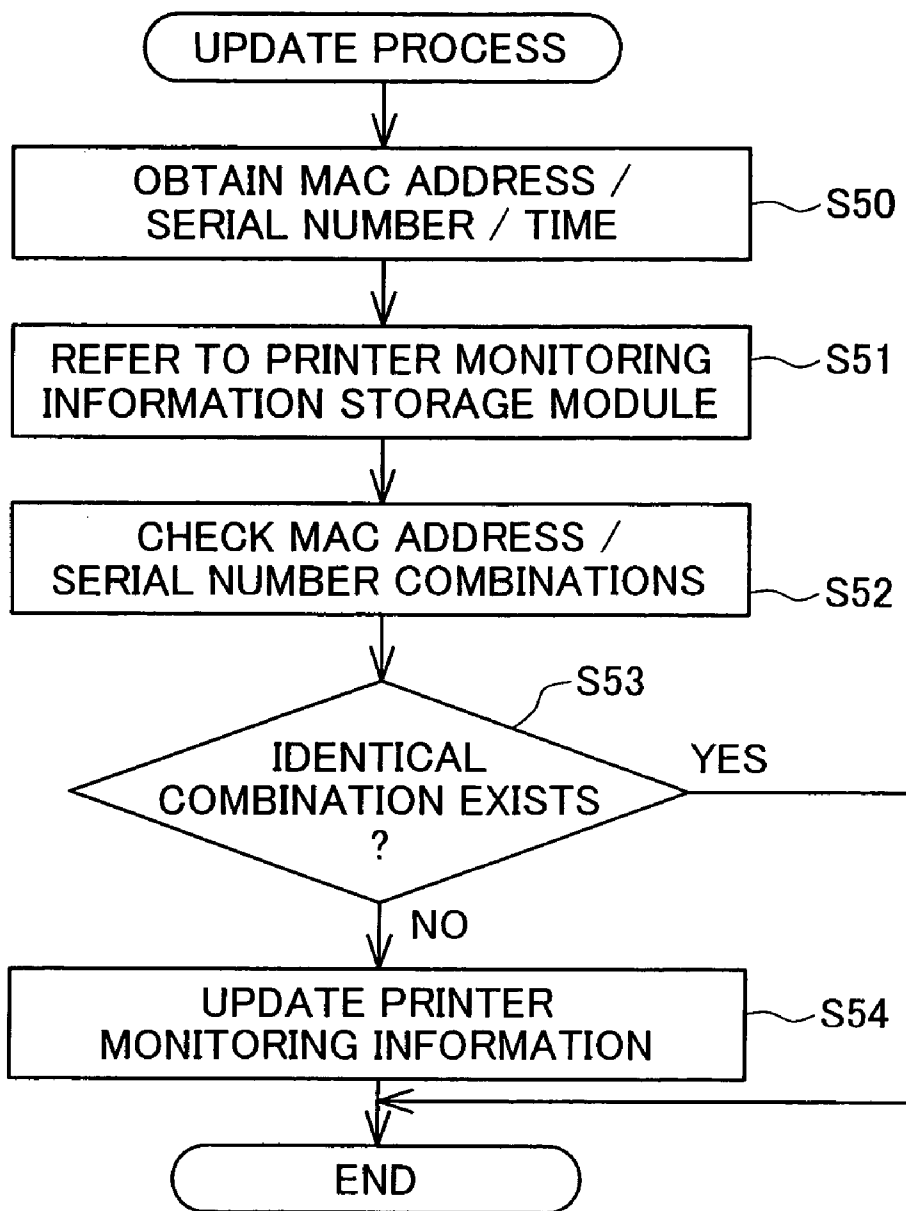 UPDATE PROCESS
OBTAIN MAC ADDRESS /
SERIAL NUMBER / TIME
S50
REFER TO PRINTER MONITORING
INFORMATION STORAGE MODULE
S51
CHECK MAC ADDRESS /
SERIAL NUMBER COMBINATIONS
S52
S53
IDENTICAL
COMBINATION EXISTS
?
YES
NO
UPDATE PRINTER
MONITORING INFORMATION
S54
END